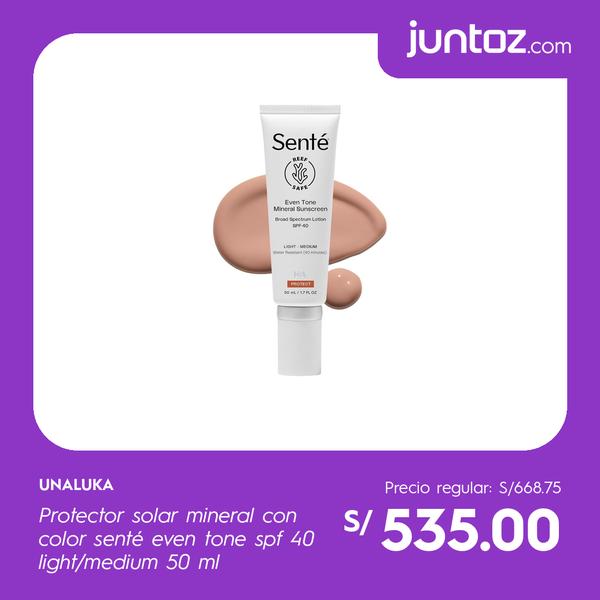 juntoz.com
Senté
REEF
SAFE
Even Tone
Mineral Sunscreen
Broad Spectrum Lotion
SPF 40
LIGHT - MEDIUM
Water Resistant (40 minutes)
PROTECT
50 mL / 1.7 FL OZ
UNALUKA
Protector solar mineral con
color senté even tone spf 40
light/medium 50 ml
Precio regular: S/668.75
S/ 535.00